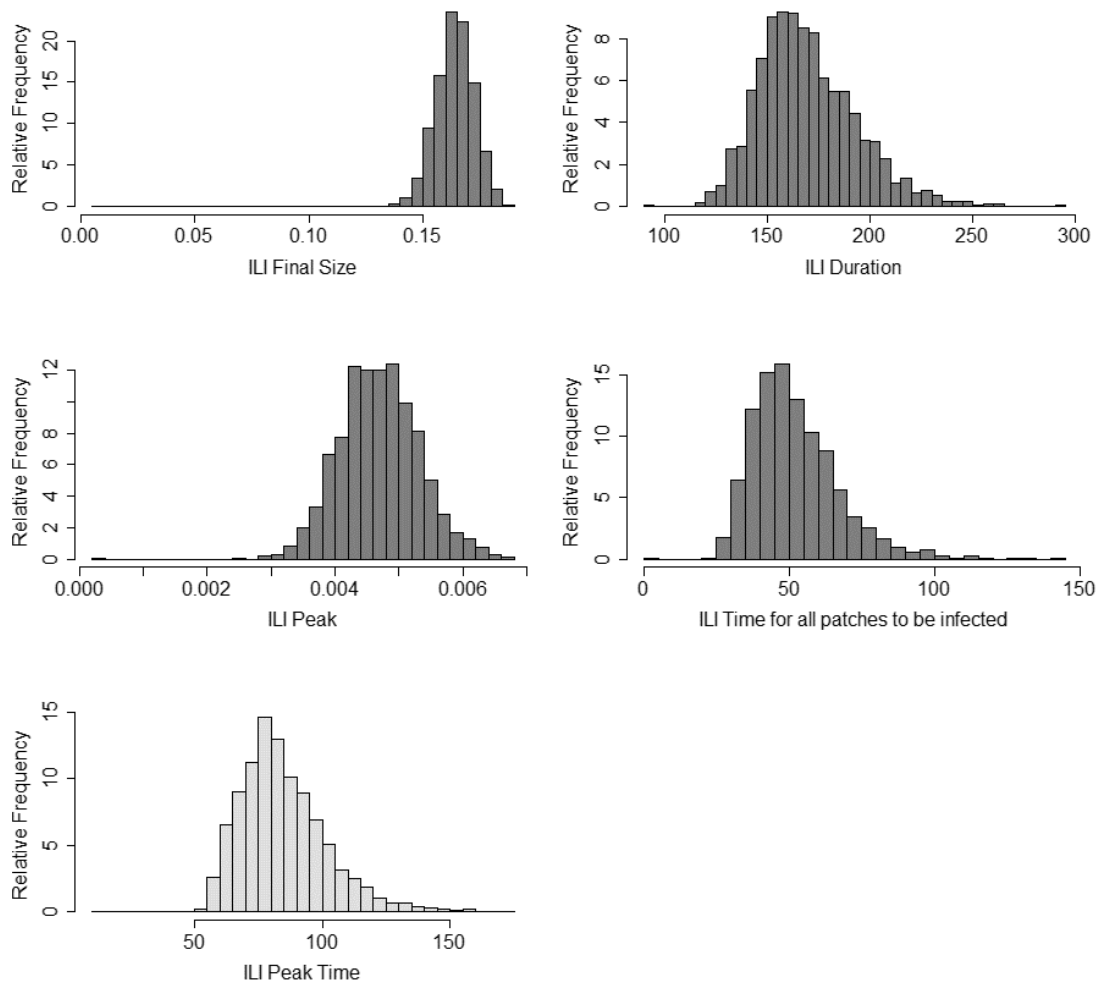 Relative Frequency
20
15
10
5
0
0.00 0.05 0.10 0.15
ILI Final Size
Relative Frequency
8
6
4
2
0
100 150 200 250 300
ILI Duration
Relative Frequency
12
10
8
6
4
2
0
0.000 0.002 0.004 0.006
ILI Peak
Relative Frequency
15
10
5
0
0 50 100 150
ILI Time for all patches to be infected
Relative Frequency
15
10
5
0
50 100 150
ILI Peak Time